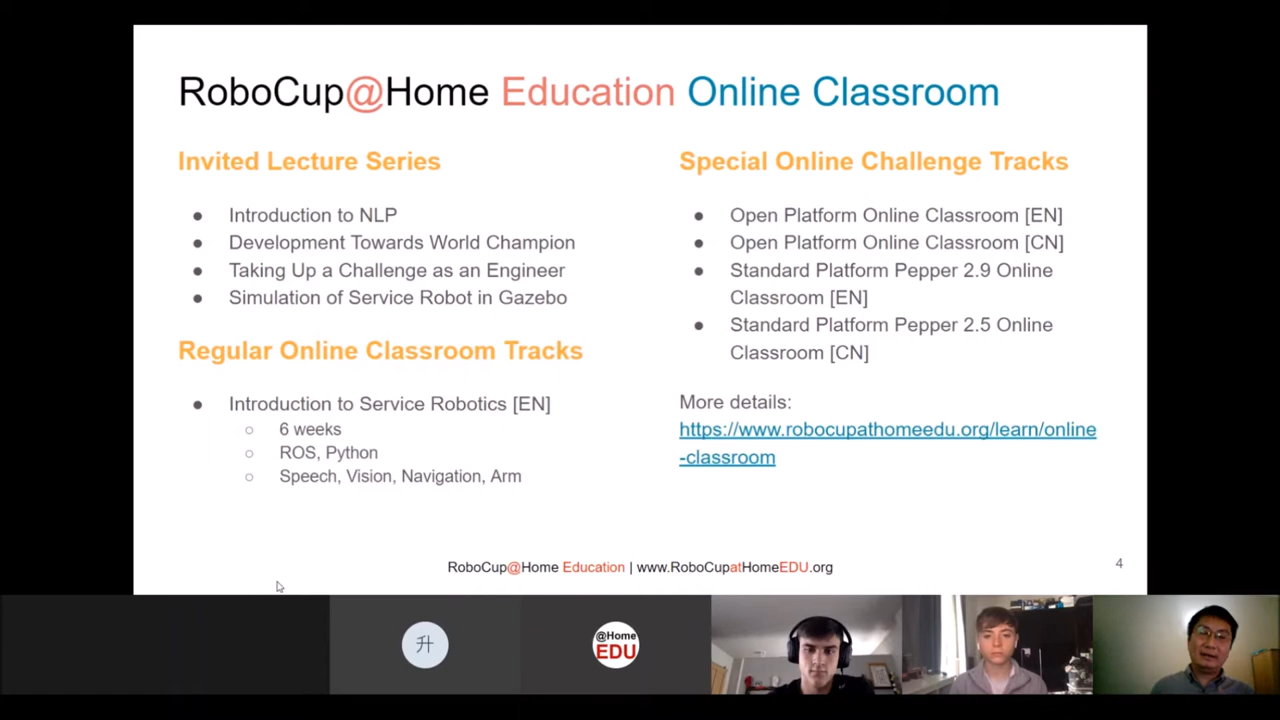 RoboCup@Home Education Online Classroom
Invited Lecture Series
● Introduction to NLP
● Development Towards World Champion
● Taking Up a Challenge as an Engineer
● Simulation of Service Robot in Gazebo
Regular Online Classroom Tracks
● Introduction to Service Robotics [EN]
○ 6 weeks
○ ROS, Python
○ Speech, Vision, Navigation, Arm
Special Online Challenge Tracks
● Open Platform Online Classroom [EN]
● Open Platform Online Classroom [CN]
● Standard Platform Pepper 2.9 Online
Classroom [EN]
● Standard Platform Pepper 2.5 Online
Classroom [CN]
More details:
https://www.robocupathomeedu.org/learn/online
-classroom
RoboCup@Home Education | www.RoboCupatHomeEDU.org
4
升
@Home
EDU